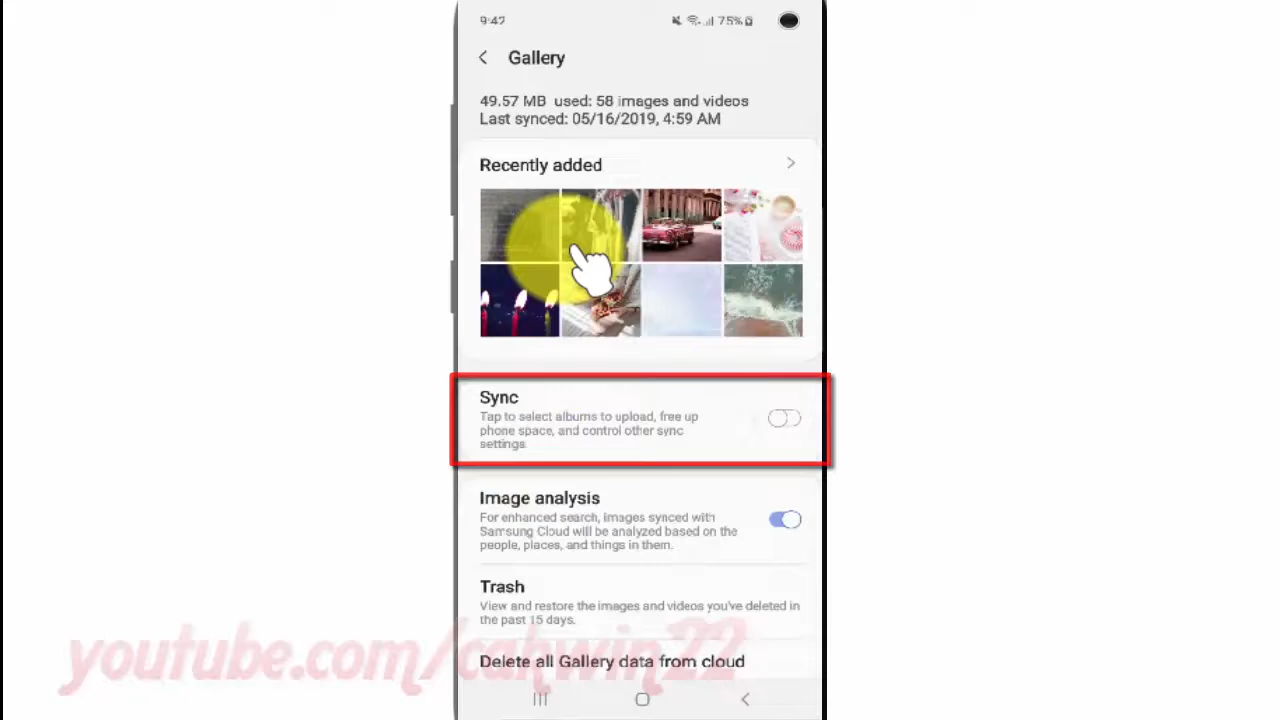 9:47
75%
Gallery
49.57 MB used: 58 images and videos
Last synced: 05/16/2019, 4:59 AM
Recently added
Sync
Tap to select albums to upload, free up
phone space, and control other sync
settings.
Image analysis
For enhanced search, images synced with
Samsung Cloud will be analyzed based on the
people, places, and things in them.
Trash
View and restore the images and videos you've deleted in
the past 15 days.
youtube.com/cahwin22
Delete all Gallery data from cloud